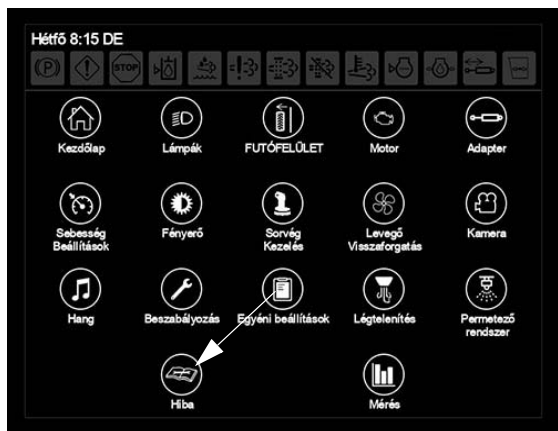 Hétfő 8:15 DE
(P) STOP
Kezdőlap Lámpák FUTÓFELÜLET Motor Adapter
Sebesség Fényerő Sorvég Levegő Kamera
Beállítások Kezelés Visszaforgatás
Hang Beszabályozás Egyéni beállítások Légtelenítés Permetező
rendszer
Hiba Mérés